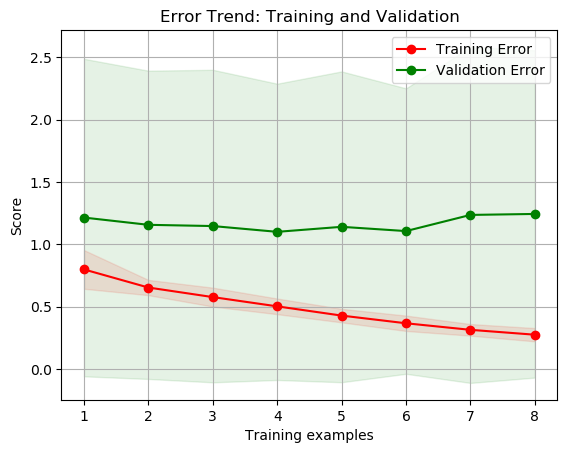 Error Trend: Training and Validation
Training Error
Validation Error
Score
2.5
2.0
1.5
1.0
0.5
0.0
1 2 3 4 5 6 7 8
Training examples